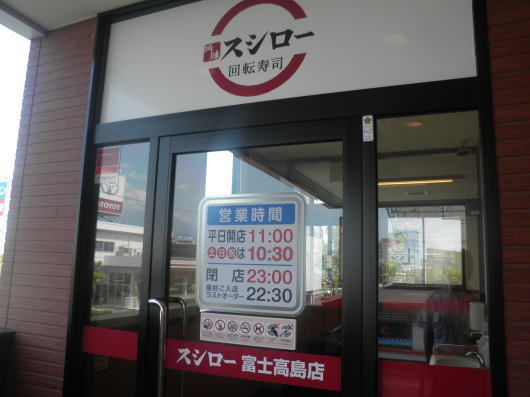 スシロー
回転寿司
TOYOT
営業時間
平日開店 11:00
土日祝は 10:30
閉店 23:00
最終ご入店
ラストオーダー 22:30
スシロー 富士高島店